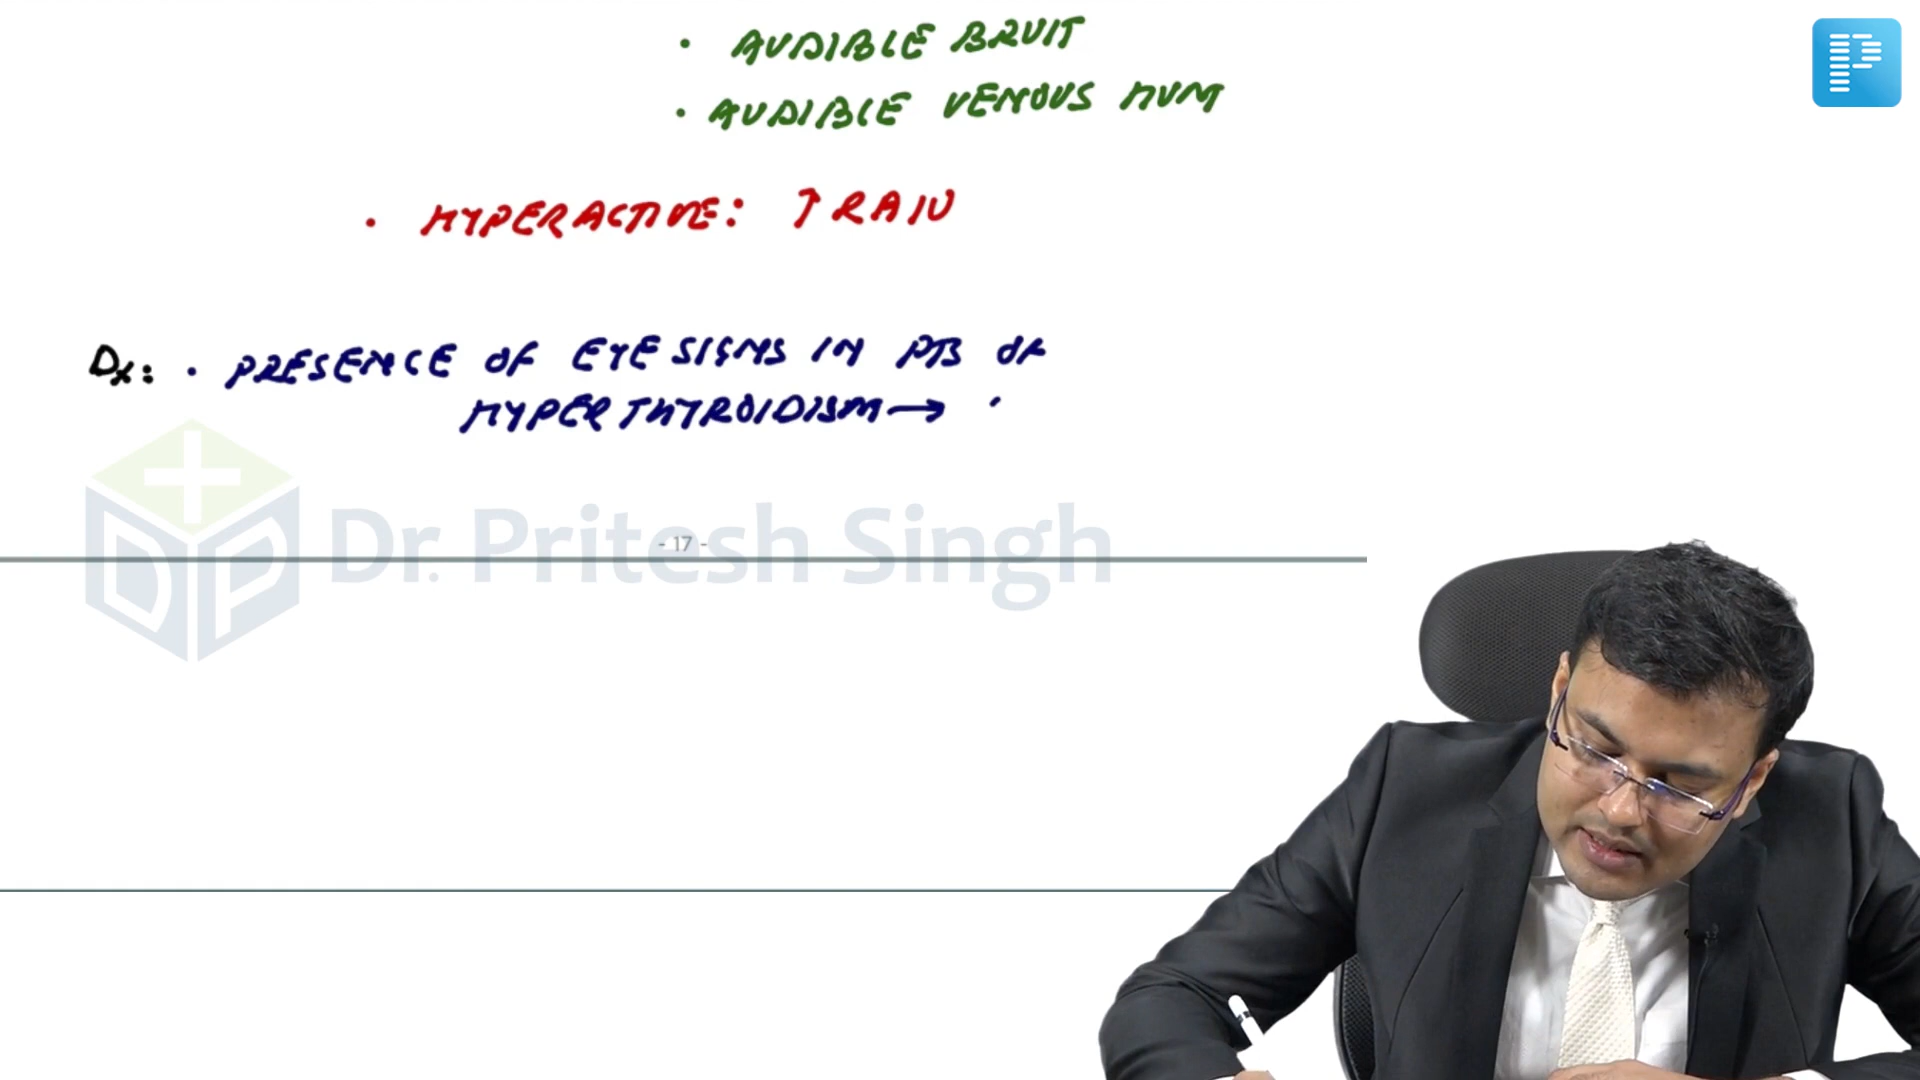 • AUDIBLE BRUIT
• AUDIBLE VENOUS HUM
• HYPERACTIVE: ↑ RAIU
Dx: • PRESENCE OF EYE SIGNS IN PTS OF
HYPERTHYROIDISM →
Dr. Pritesh Singh
- 17 -
DP
P